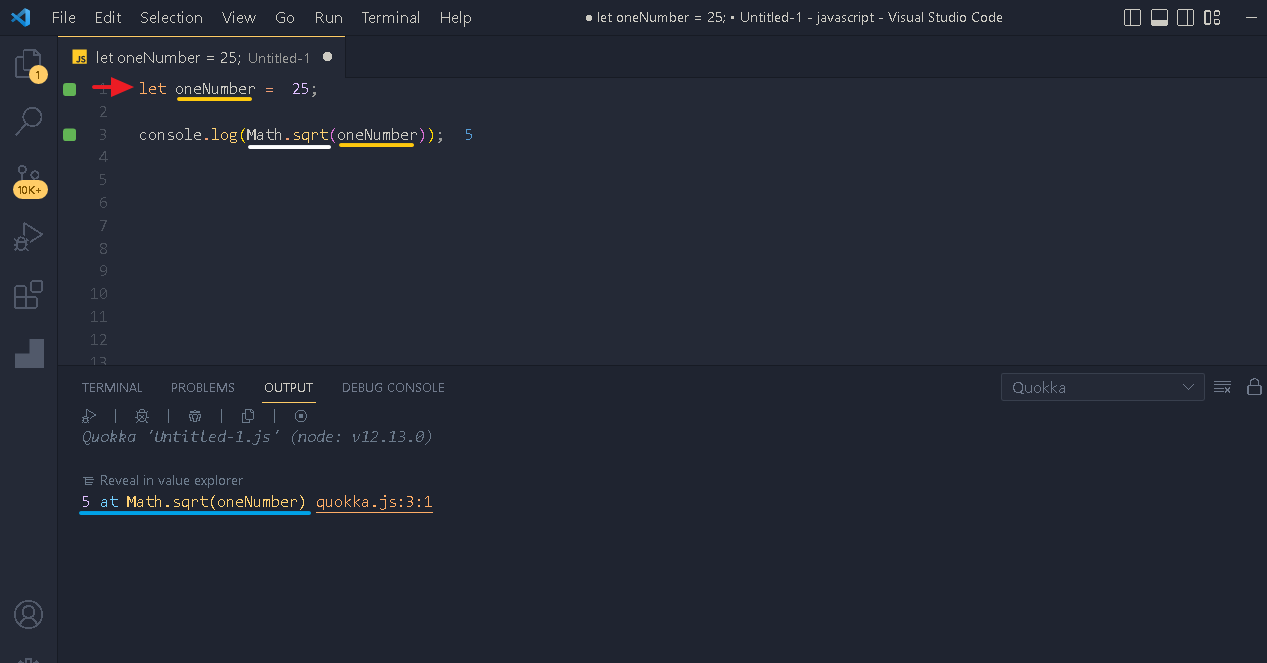 File Edit Selection View Go Run Terminal Help ● let oneNumber = 25; • Untitled-1 - javascript - Visual Studio Code
JS let oneNumber = 25; Untitled-1
1
1 let oneNumber = 25;
2
3 console.log(Math.sqrt(oneNumber)); 5
4
10K+
5
6
7
8
9
10
11
12
13
TERMINAL PROBLEMS OUTPUT DEBUG CONSOLE Quokka
Quokka 'Untitled-1.js' (node: v12.13.0)
Reveal in value explorer
5 at Math.sqrt(oneNumber) quokka.js:3:1